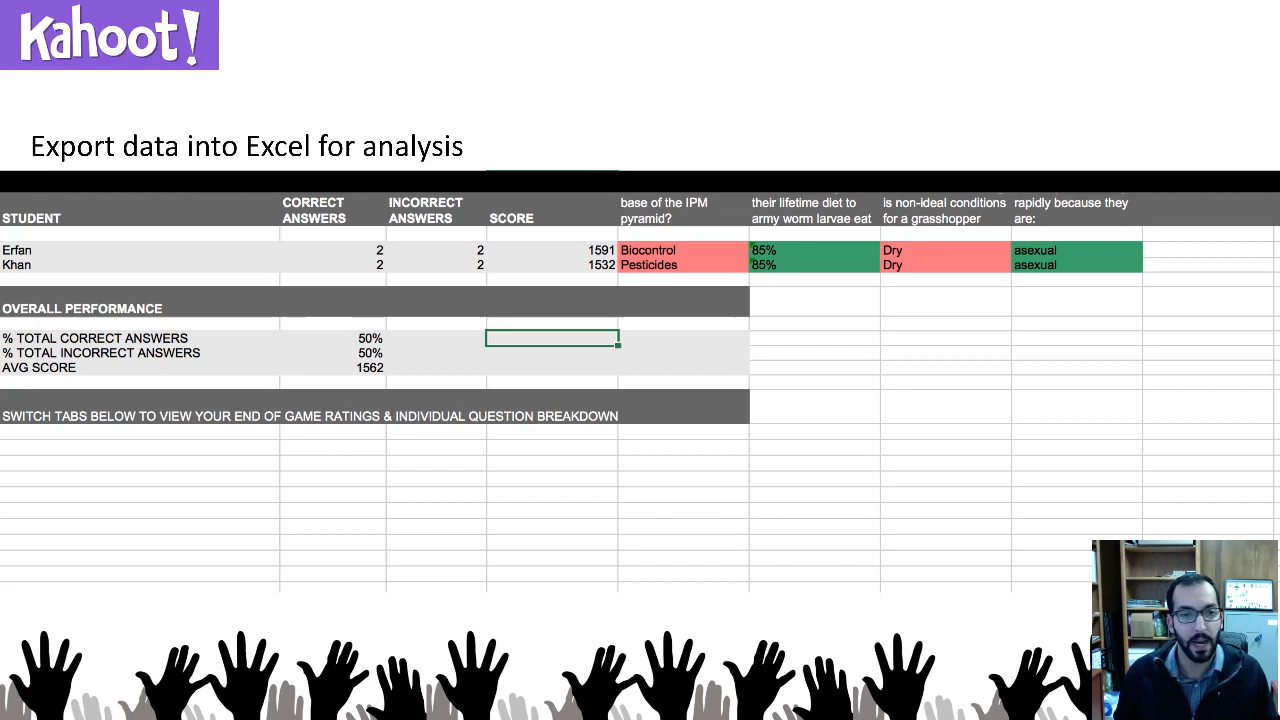 Kahoot!
Export data into Excel for analysis
STUDENT CORRECT ANSWERS INCORRECT ANSWERS SCORE base of the IPM pyramid? their lifetime diet to army worm larvae eat is non-ideal conditions for a grasshopper rapidly because they are:
Erfan 2 2 1591 Biocontrol 85% Dry asexual
Khan 2 2 1532 Pesticides 85% Dry asexual
OVERALL PERFORMANCE
% TOTAL CORRECT ANSWERS 50%
% TOTAL INCORRECT ANSWERS 50%
AVG SCORE 1562
SWITCH TABS BELOW TO VIEW YOUR END OF GAME RATINGS & INDIVIDUAL QUESTION BREAKDOWN